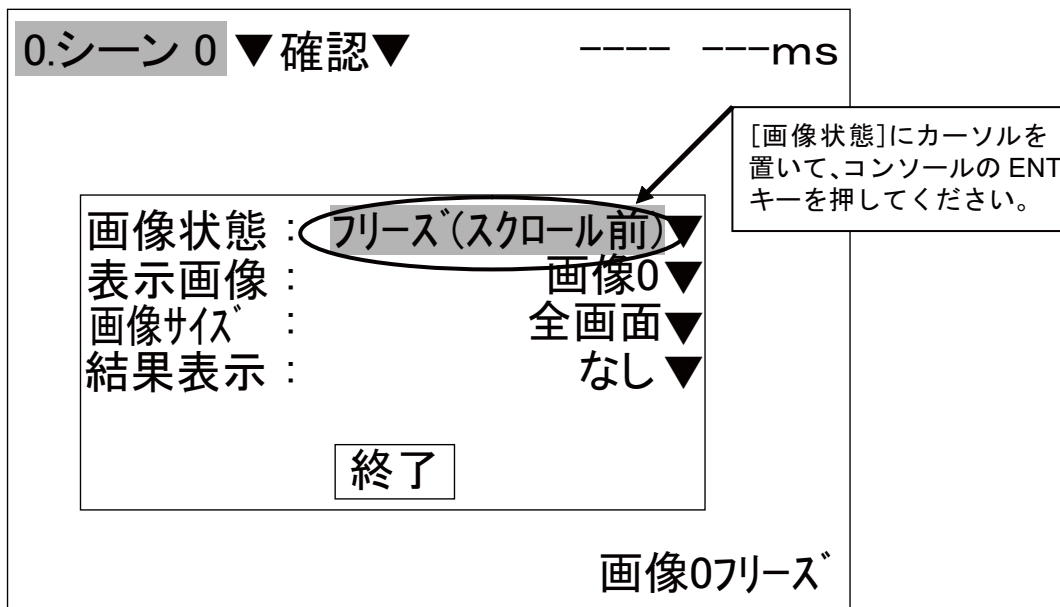 0.シーン 0 ▼確認▼ ---- ---ms
[画像状態]にカーソルを
置いて、コンソールの ENT
キーを押してください。
画像状態： ﾌﾘｰｽﾞ(ｽｸﾛｰﾙ前)▼
表示画像： 画像0▼
画像ｻｲｽﾞ ： 全画面▼
結果表示： なし▼
終了
画像0ﾌﾘｰｽﾞ